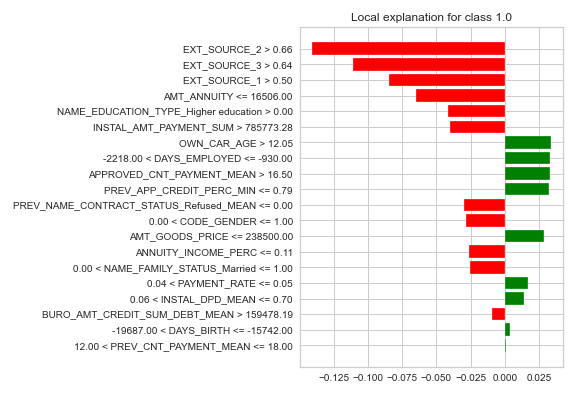 Local explanation for class 1.0
EXT_SOURCE_2 > 0.66
EXT_SOURCE_3 > 0.64
EXT_SOURCE_1 > 0.50
AMT_ANNUITY <= 16506.00
NAME_EDUCATION_TYPE_Higher education > 0.00
INSTAL_AMT_PAYMENT_SUM > 785773.28
OWN_CAR_AGE > 12.05
-2218.00 < DAYS_EMPLOYED <= -930.00
APPROVED_CNT_PAYMENT_MEAN > 16.50
PREV_APP_CREDIT_PERC_MIN <= 0.79
PREV_NAME_CONTRACT_STATUS_Refused_MEAN <= 0.00
0.00 < CODE_GENDER <= 1.00
AMT_GOODS_PRICE <= 238500.00
ANNUITY_INCOME_PERC <= 0.11
0.00 < NAME_FAMILY_STATUS_Married <= 1.00
0.04 < PAYMENT_RATE <= 0.05
0.06 < INSTAL_DPD_MEAN <= 0.70
BURO_AMT_CREDIT_SUM_DEBT_MEAN > 159478.19
-19687.00 < DAYS_BIRTH <= -15742.00
12.00 < PREV_CNT_PAYMENT_MEAN <= 18.00
−0.125 −0.100 −0.075 −0.050 −0.025 0.000 0.025